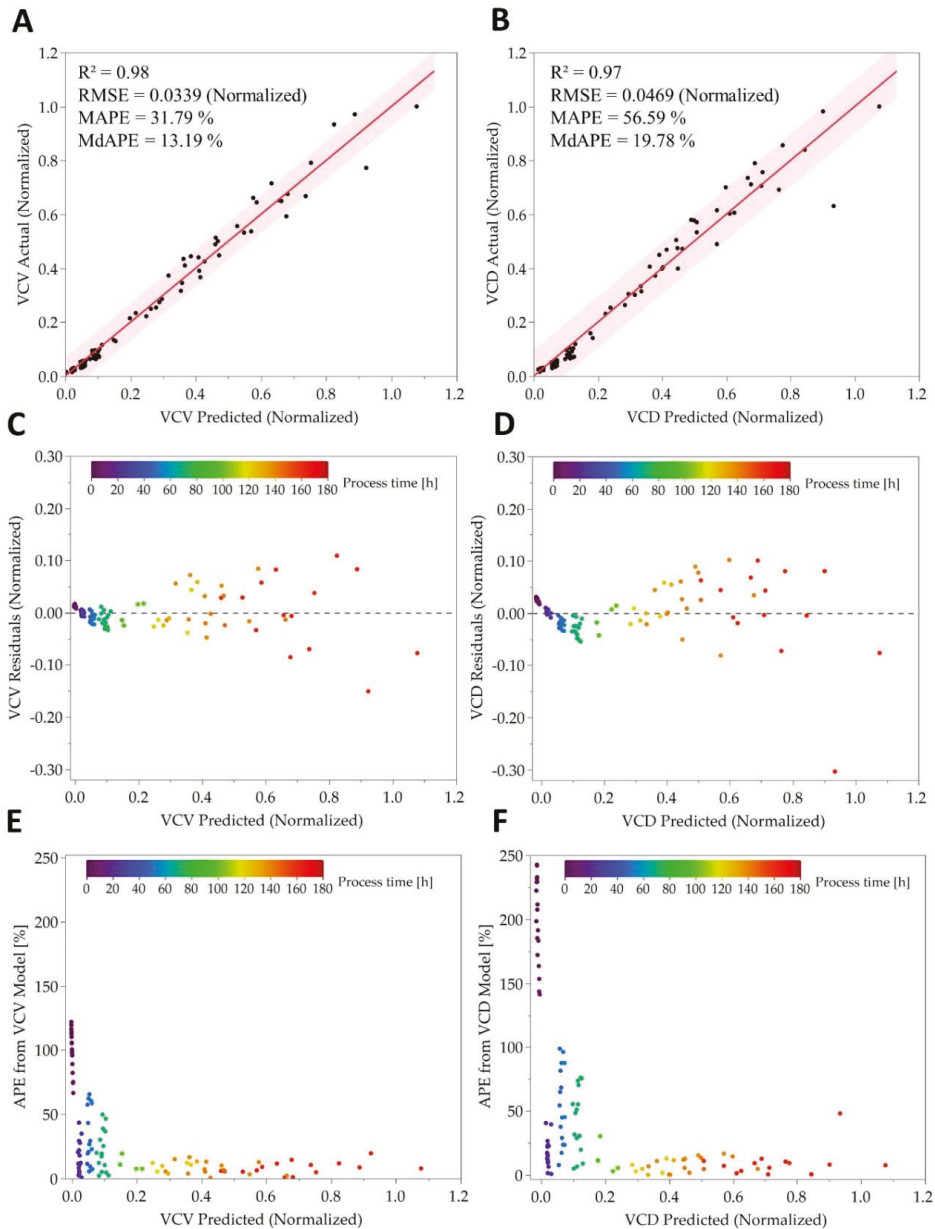 A
R² = 0.98
RMSE = 0.0339 (Normalized)
MAPE = 31.79 %
MdAPE = 13.19 %
VCV Actual (Normalized)
1.2
1.0
0.8
0.6
0.4
0.2
0.0
0.0 0.2 0.4 0.6 0.8 1.0 1.2
VCV Predicted (Normalized)
B
R² = 0.97
RMSE = 0.0469 (Normalized)
MAPE = 56.59 %
MdAPE = 19.78 %
VCD Actual (Normalized)
1.2
1.0
0.8
0.6
0.4
0.2
0.0
0.0 0.2 0.4 0.6 0.8 1.0 1.2
VCD Predicted (Normalized)
C
0 20 40 60 80 100 120 140 160 180
Process time [h]
VCV Residuals (Normalized)
0.30
0.20
0.10
0.00
-0.10
-0.20
-0.30
0.0 0.2 0.4 0.6 0.8 1.0 1.2
VCV Predicted (Normalized)
D
0 20 40 60 80 100 120 140 160 180
Process time [h]
VCD Residuals (Normalized)
0.30
0.20
0.10
0.00
-0.10
-0.20
-0.30
0.0 0.2 0.4 0.6 0.8 1.0 1.2
VCD Predicted (Normalized)
E
0 20 40 60 80 100 120 140 160 180
Process time [h]
APE from VCV Model [%]
250
200
150
100
50
0
0.0 0.2 0.4 0.6 0.8 1.0 1.2
VCV Predicted (Normalized)
F
0 20 40 60 80 100 120 140 160 180
Process time [h]
APE from VCD Model [%]
250
200
150
100
50
0
0.0 0.2 0.4 0.6 0.8 1.0 1.2
VCD Predicted (Normalized)